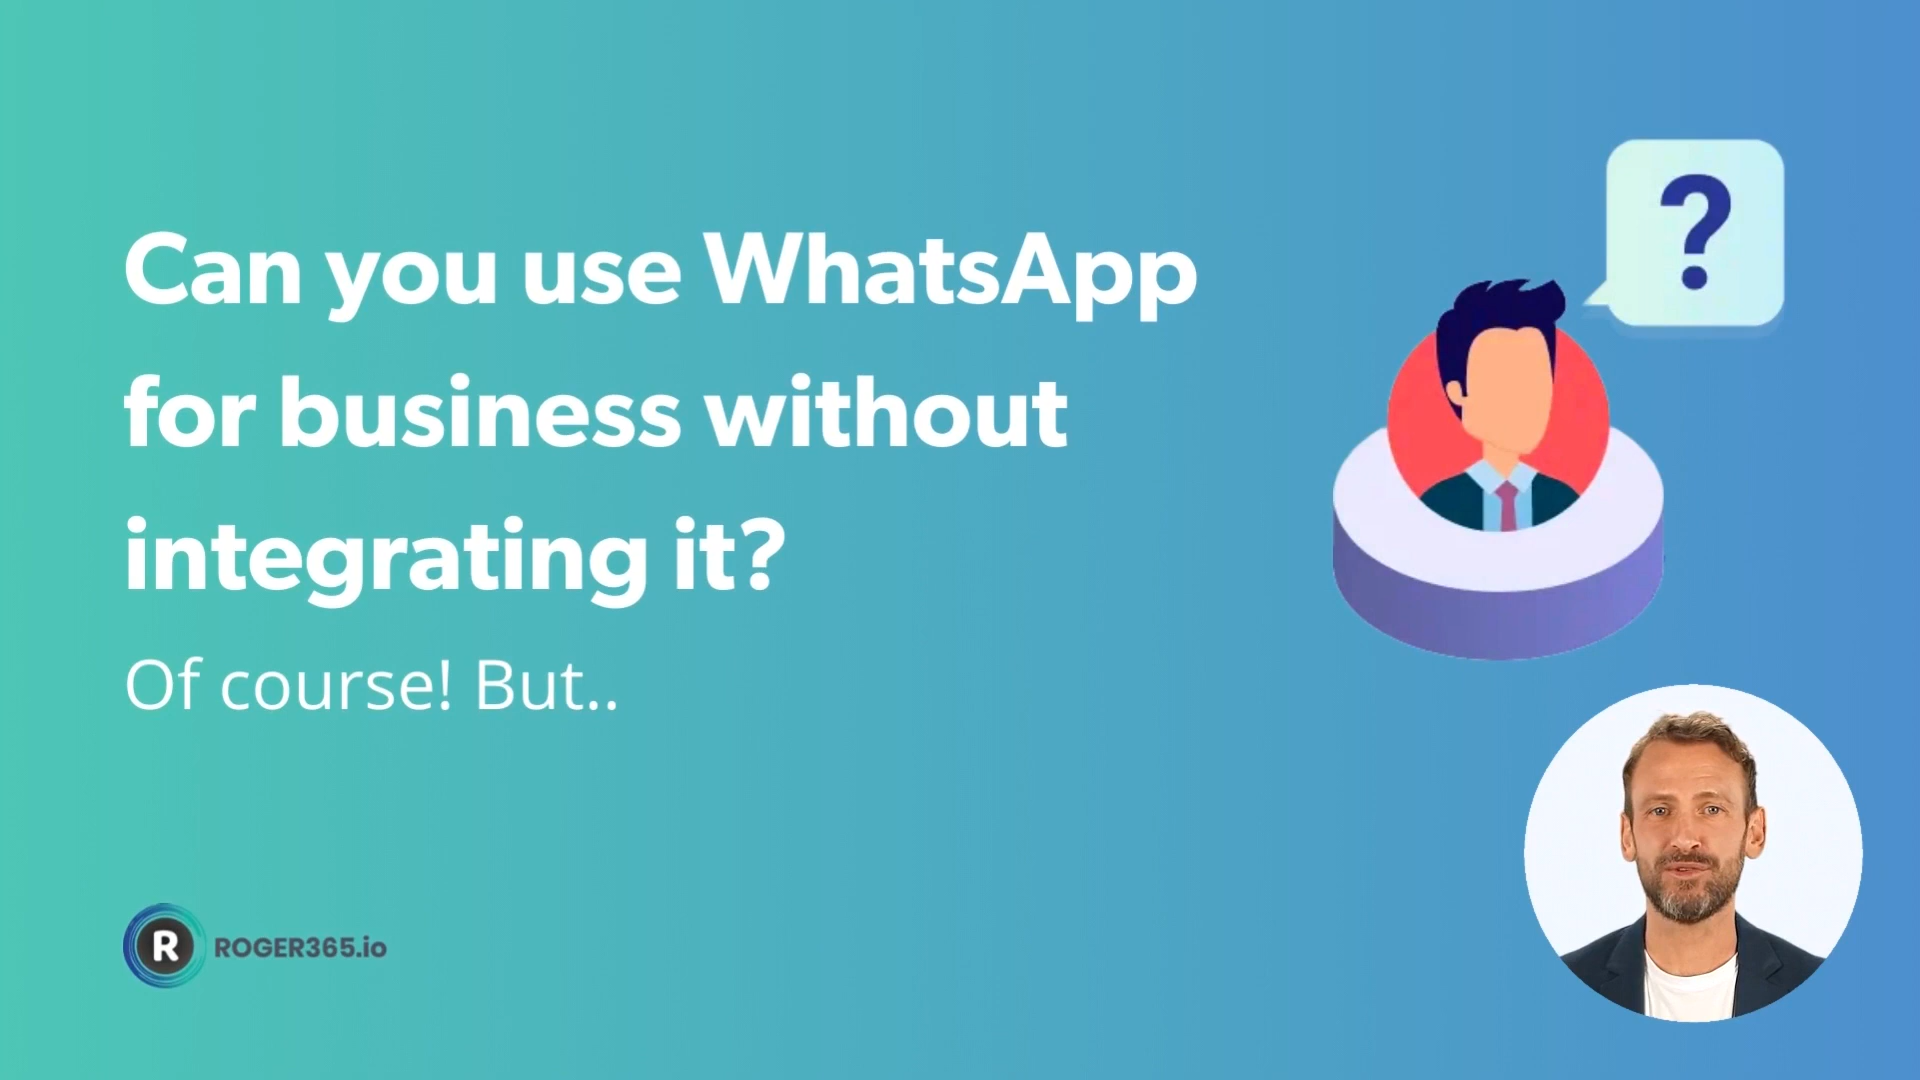 Can you use WhatsApp
for business without
integrating it?
Of course! But..
?
R ROGER365.io